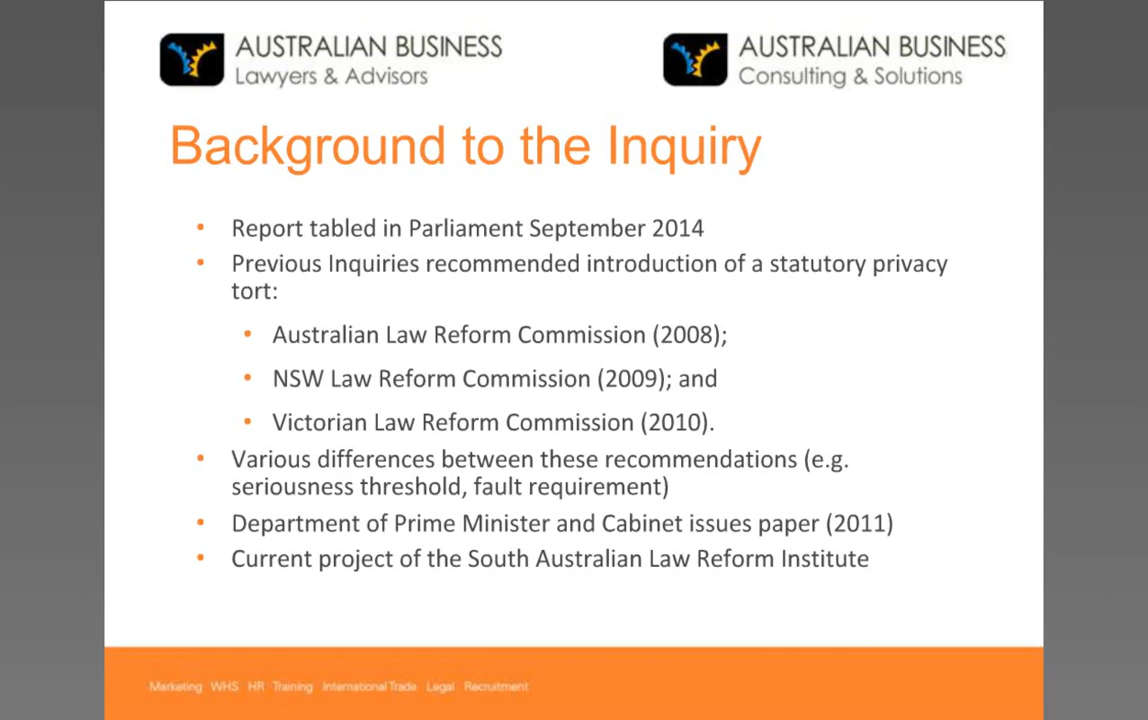 AUSTRALIAN BUSINESS
Lawyers & Advisors
AUSTRALIAN BUSINESS
Consulting & Solutions
Background to the Inquiry
• Report tabled in Parliament September 2014
• Previous Inquiries recommended introduction of a statutory privacy
tort:
• Australian Law Reform Commission (2008);
• NSW Law Reform Commission (2009); and
• Victorian Law Reform Commission (2010).
• Various differences between these recommendations (e.g.
seriousness threshold, fault requirement)
• Department of Prime Minister and Cabinet issues paper (2011)
• Current project of the South Australian Law Reform Institute
Marketing WHS HR Training International Trade Legal Recruitment